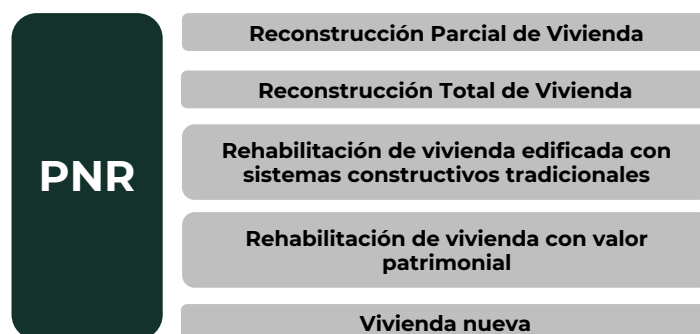 PNR
Reconstrucción Parcial de Vivienda
Reconstrucción Total de Vivienda
Rehabilitación de vivienda edificada con
sistemas constructivos tradicionales
Rehabilitación de vivienda con valor
patrimonial
Vivienda nueva